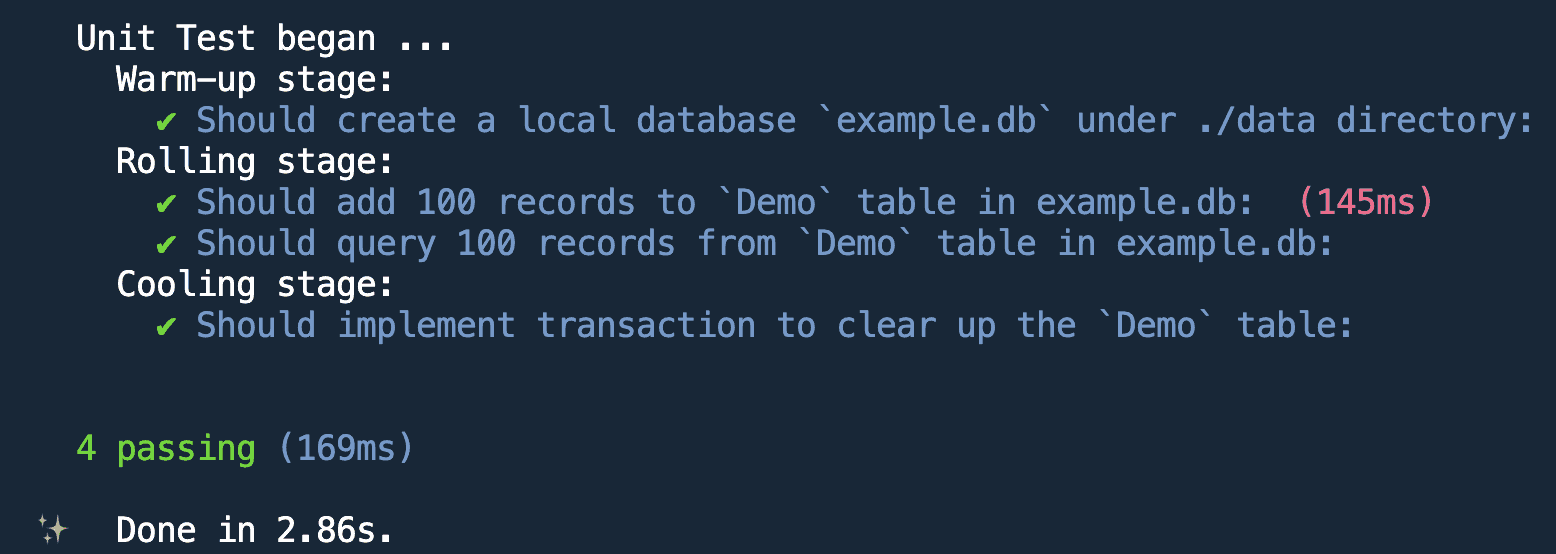 Unit Test began ...
Warm-up stage:
✔ Should create a local database `example.db` under ./data directory:
Rolling stage:
✔ Should add 100 records to `Demo` table in example.db:  (145ms)
✔ Should query 100 records from `Demo` table in example.db:
Cooling stage:
✔ Should implement transaction to clear up the `Demo` table:
4 passing (169ms)
✨  Done in 2.86s.